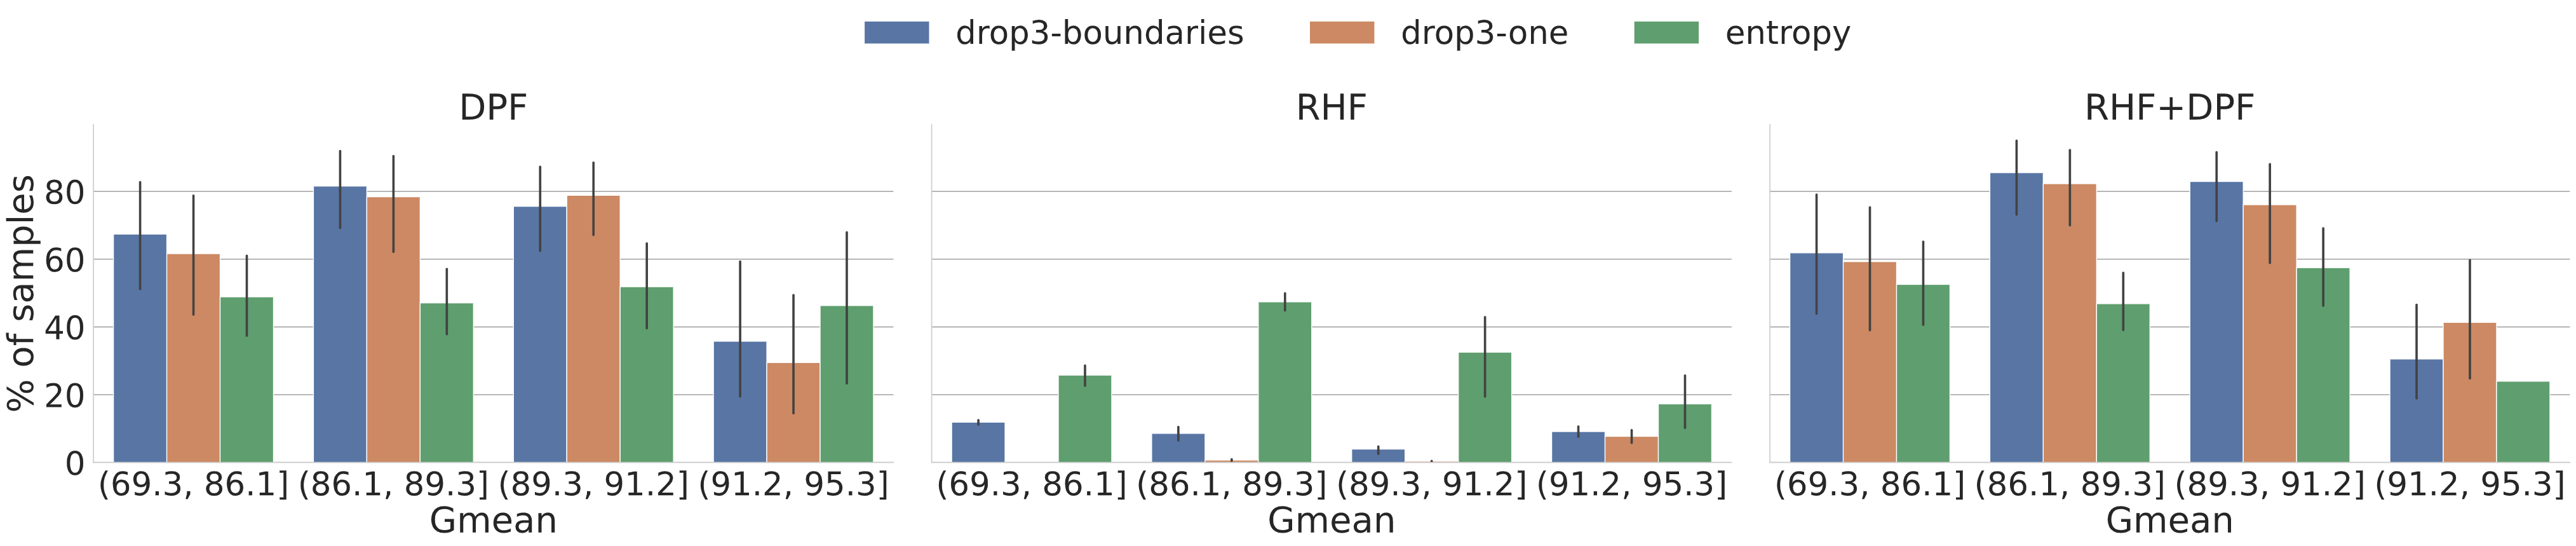 drop3-boundaries drop3-one entropy
DPF RHF RHF+DPF
% of samples
80
60
40
20
0
(69.3, 86.1] (86.1, 89.3] (89.3, 91.2] (91.2, 95.3] (69.3, 86.1] (86.1, 89.3] (89.3, 91.2] (91.2, 95.3] (69.3, 86.1] (86.1, 89.3] (89.3, 91.2] (91.2, 95.3]
Gmean Gmean Gmean